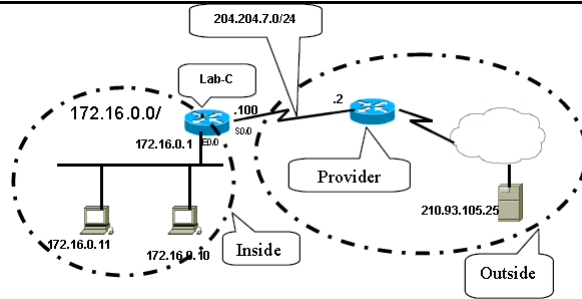 204.204.7.0/24
Lab-C
172.16.0.0/
.100
.2
S0/0
172.16.0.1
E0/0
Provider
210.93.105.25
172.16.0.11
172.16.0.10
Inside
Outside